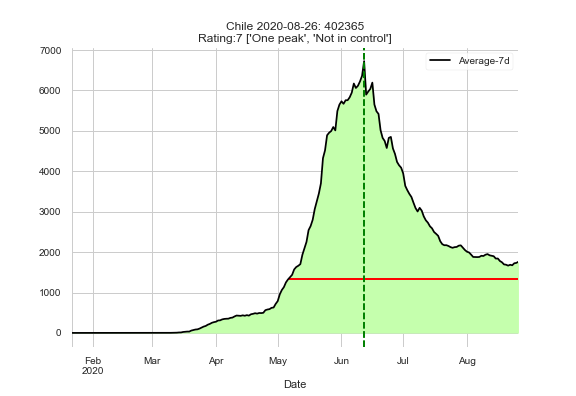 Chile 2020-08-26: 402365
Rating:7 ['One peak', 'Not in control']
Average-7d
7000
6000
5000
4000
3000
2000
1000
0
Feb Mar Apr May Jun Jul Aug
2020
Date